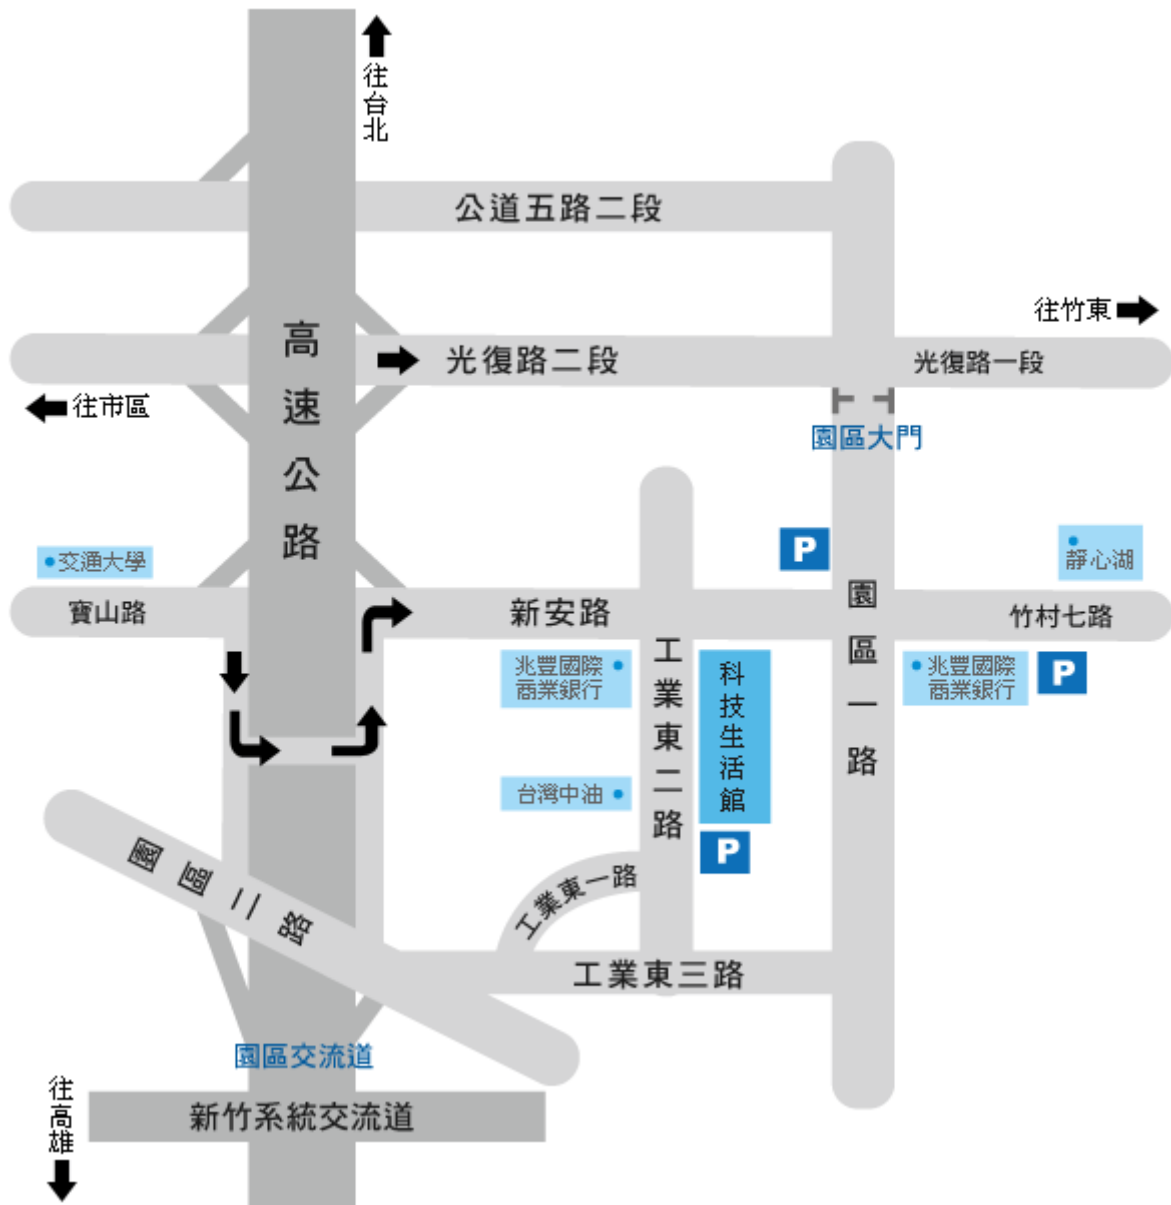 往台北
公道五路二段
往竹東
高速公路
光復路二段
光復路一段
往市區
園區大門
P
交通大學
靜心湖
寶山路
新安路
園區一路
竹村七路
兆豐國際
商業銀行
工業東二路
科技生活館
兆豐國際
商業銀行
P
台灣中油
P
園區二路
工業東一路
工業東三路
園區交流道
往高雄
新竹系統交流道